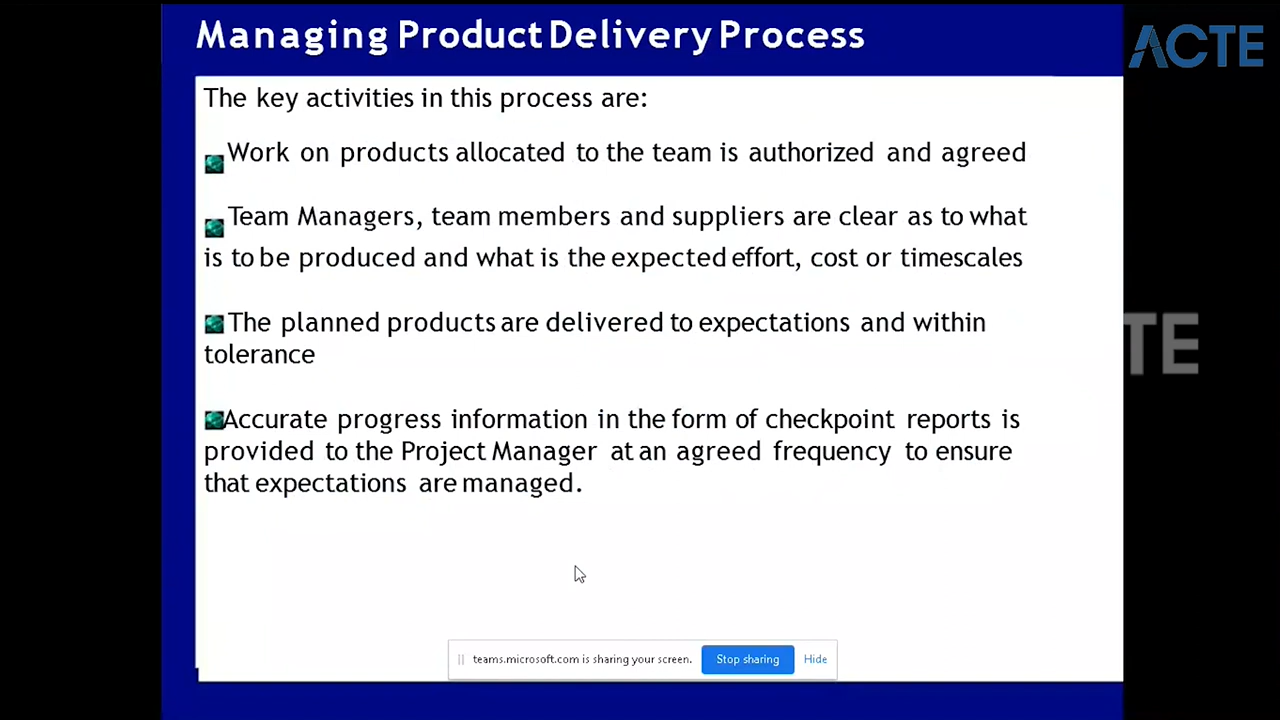 Managing Product Delivery Process
ACTE
The key activities in this process are:
Work on products allocated to the team is authorized and agreed
Team Managers, team members and suppliers are clear as to what
is to be produced and what is the expected effort, cost or timescales
The planned products are delivered to expectations and within
tolerance
TE
Accurate progress information in the form of checkpoint reports is
provided to the Project Manager at an agreed frequency to ensure
that expectations are managed.
teams.microsoft.com is sharing your screen. Stop sharing Hide